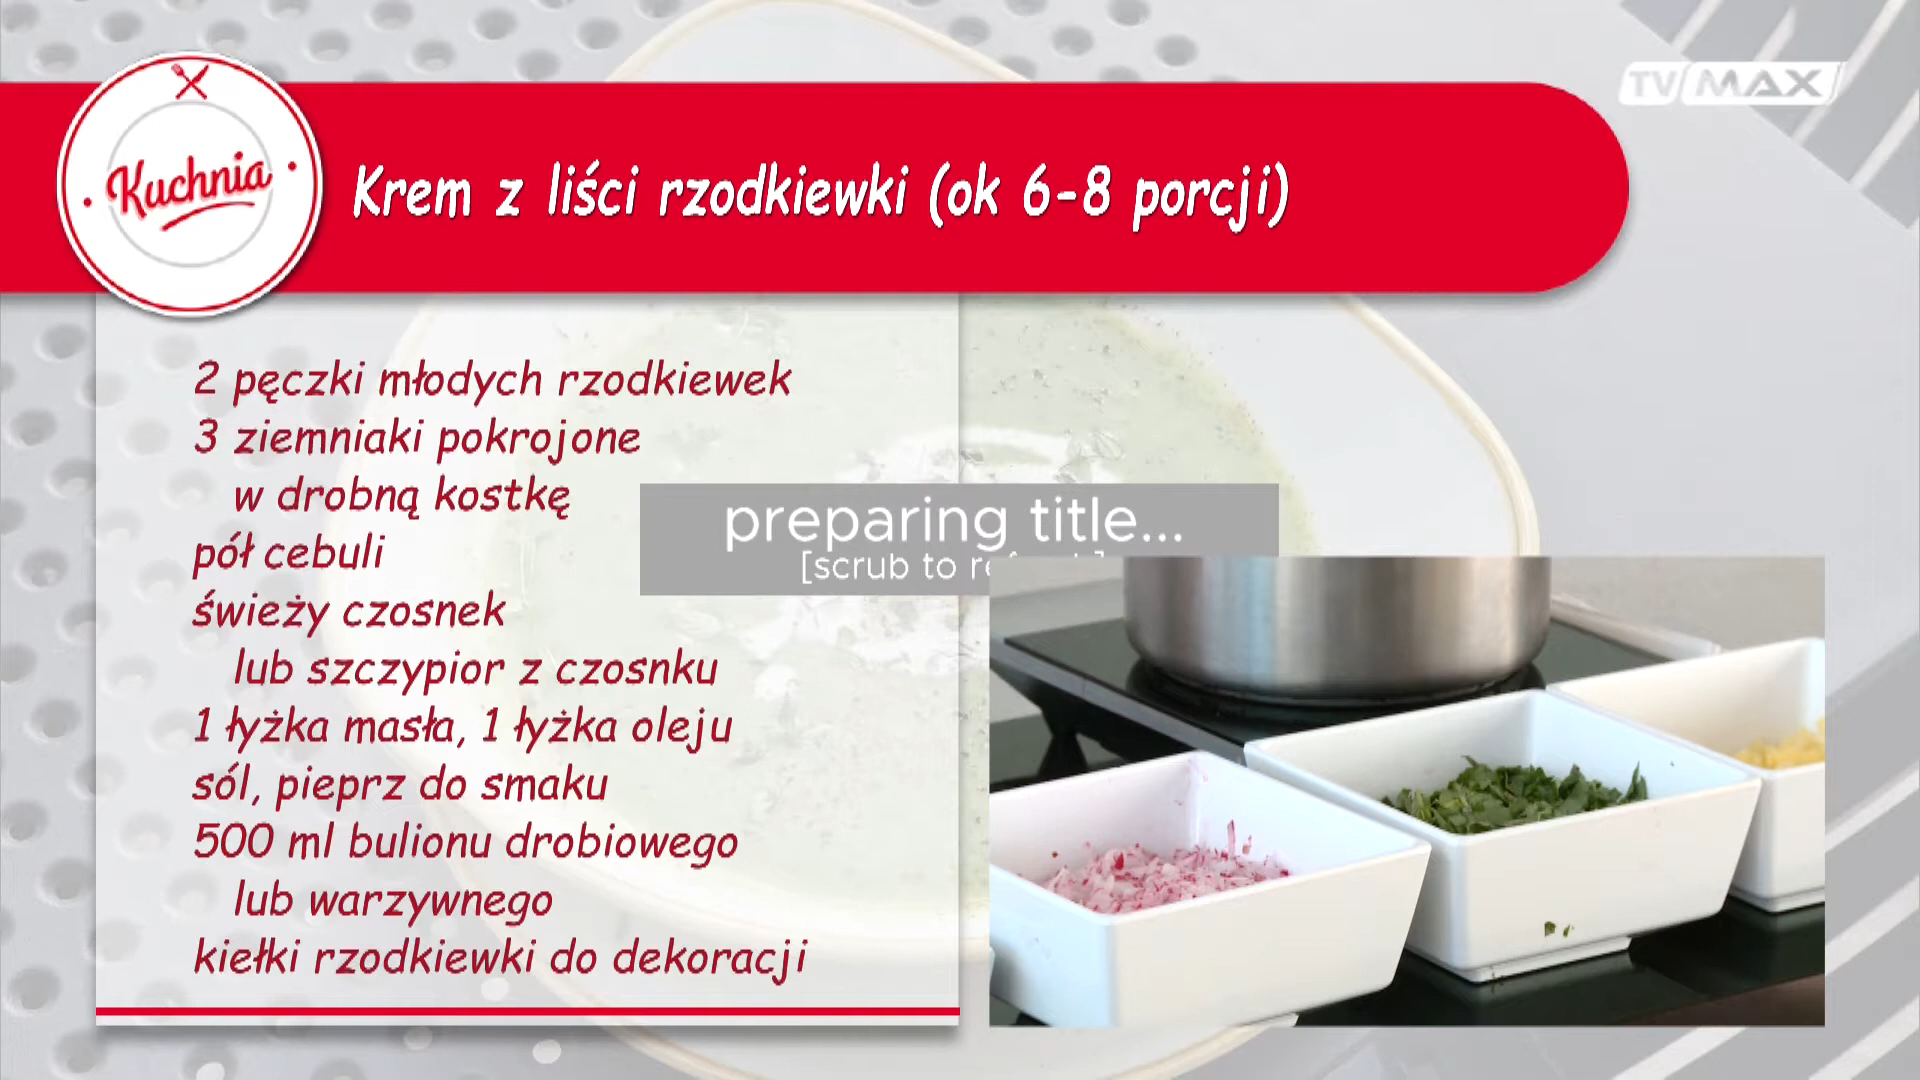 TV MAX
Kuchnia
Krem z liści rzodkiewki (ok 6-8 porcji)
2 pęczki młodych rzodkiewek
3 ziemniaki pokrojone
w drobną kostkę
pół cebuli
świeży czosnek
lub szczypior z czosnku
1 łyżka masła, 1 łyżka oleju
sól, pieprz do smaku
500 ml bulionu drobiowego
lub warzywnego
kiełki rzodkiewki do dekoracji
preparing title...
[scrub to